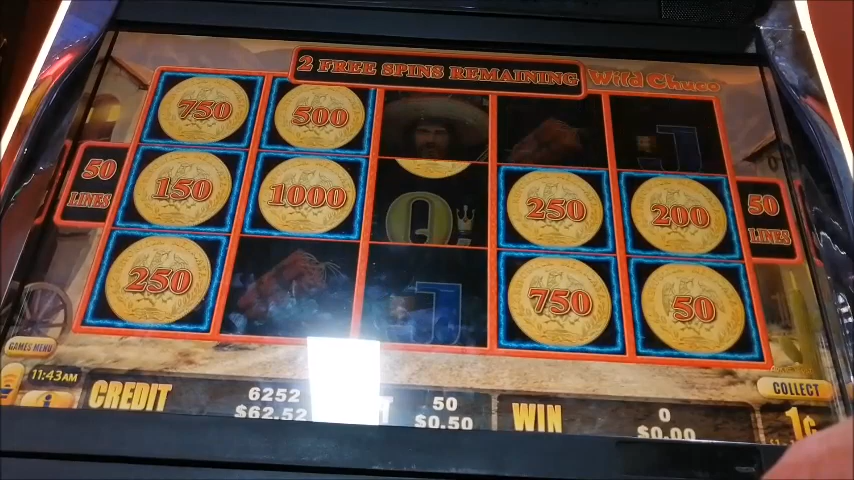 2 FREE SPINS REMAINING
Wild Chuco
750
500
J
50
LINES
150
1000
Q
250
200
50
LINES
250
J
750
50
GAMES MENU
11:43AM
CREDIT
6252
$62.52
50
$0.50
WIN
0
$0.00
COLLECT
1¢